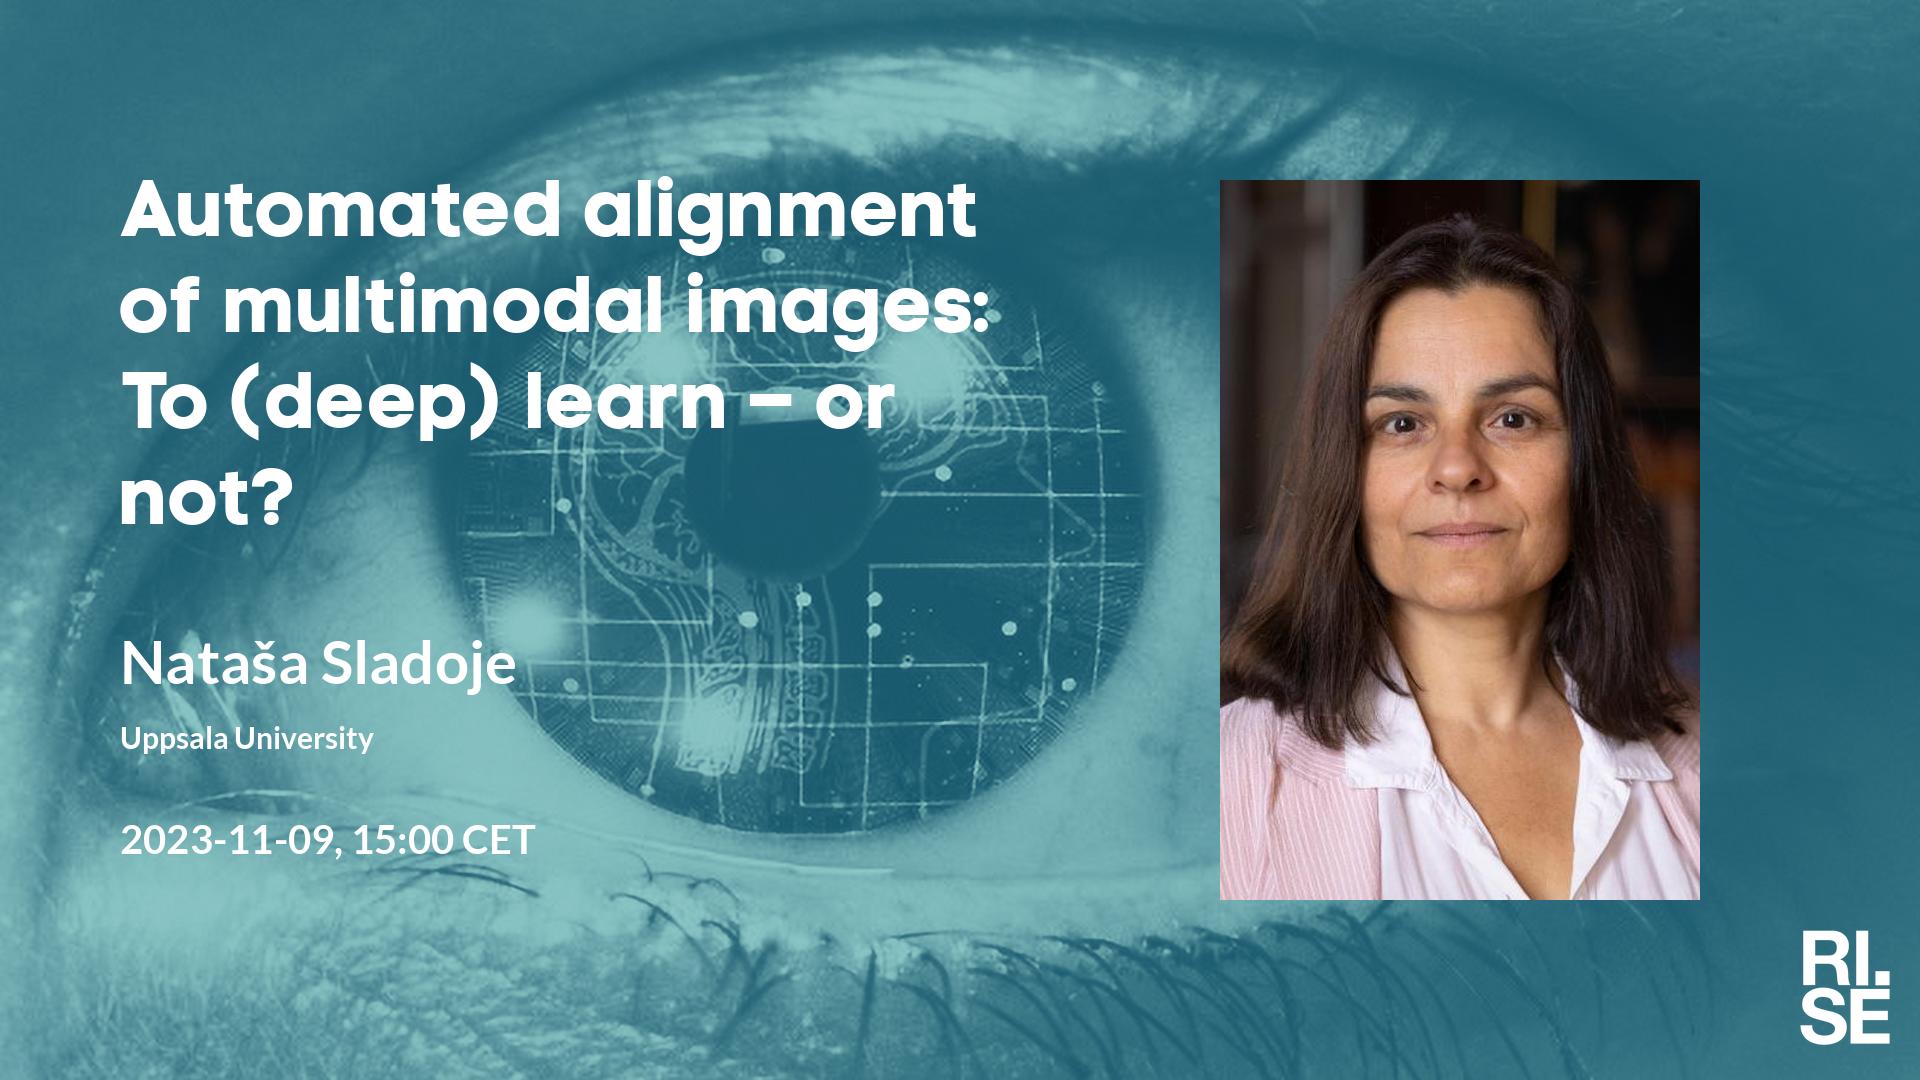 Automated alignment
of multimodal images:
To (deep) learn – or
not?
Nataša Sladoje
Uppsala University
2023-11-09, 15:00 CET
RI.
SE